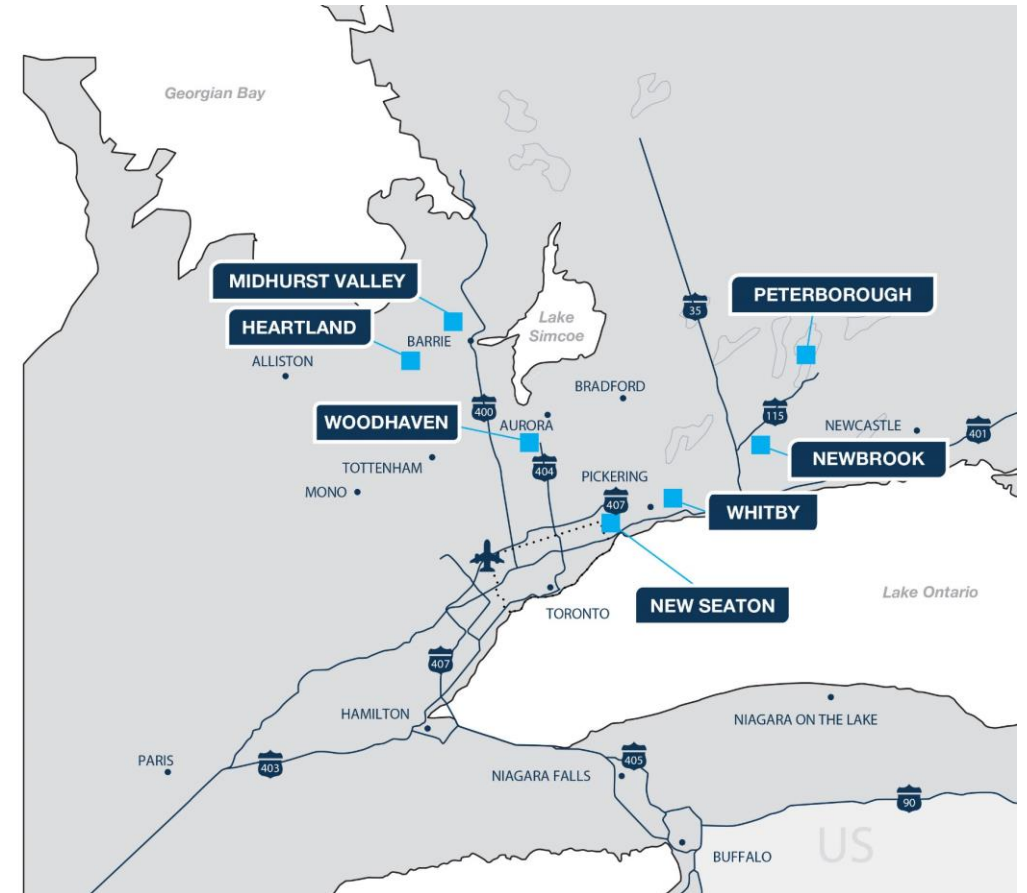 Georgian Bay
MIDHURST VALLEY
PETERBOROUGH
HEARTLAND
Lake
Simcoe
35
BARRIE
ALLISTON
BRADFORD
400
115
WOODHAVEN
AURORA
NEWCASTLE
401
TOTTENHAM
404
NEWBROOK
PICKERING
MONO
407
WHITBY
Lake Ontario
NEW SEATON
TORONTO
407
HAMILTON
NIAGARA ON THE LAKE
PARIS
403
405
NIAGARA FALLS
90
BUFFALO
US